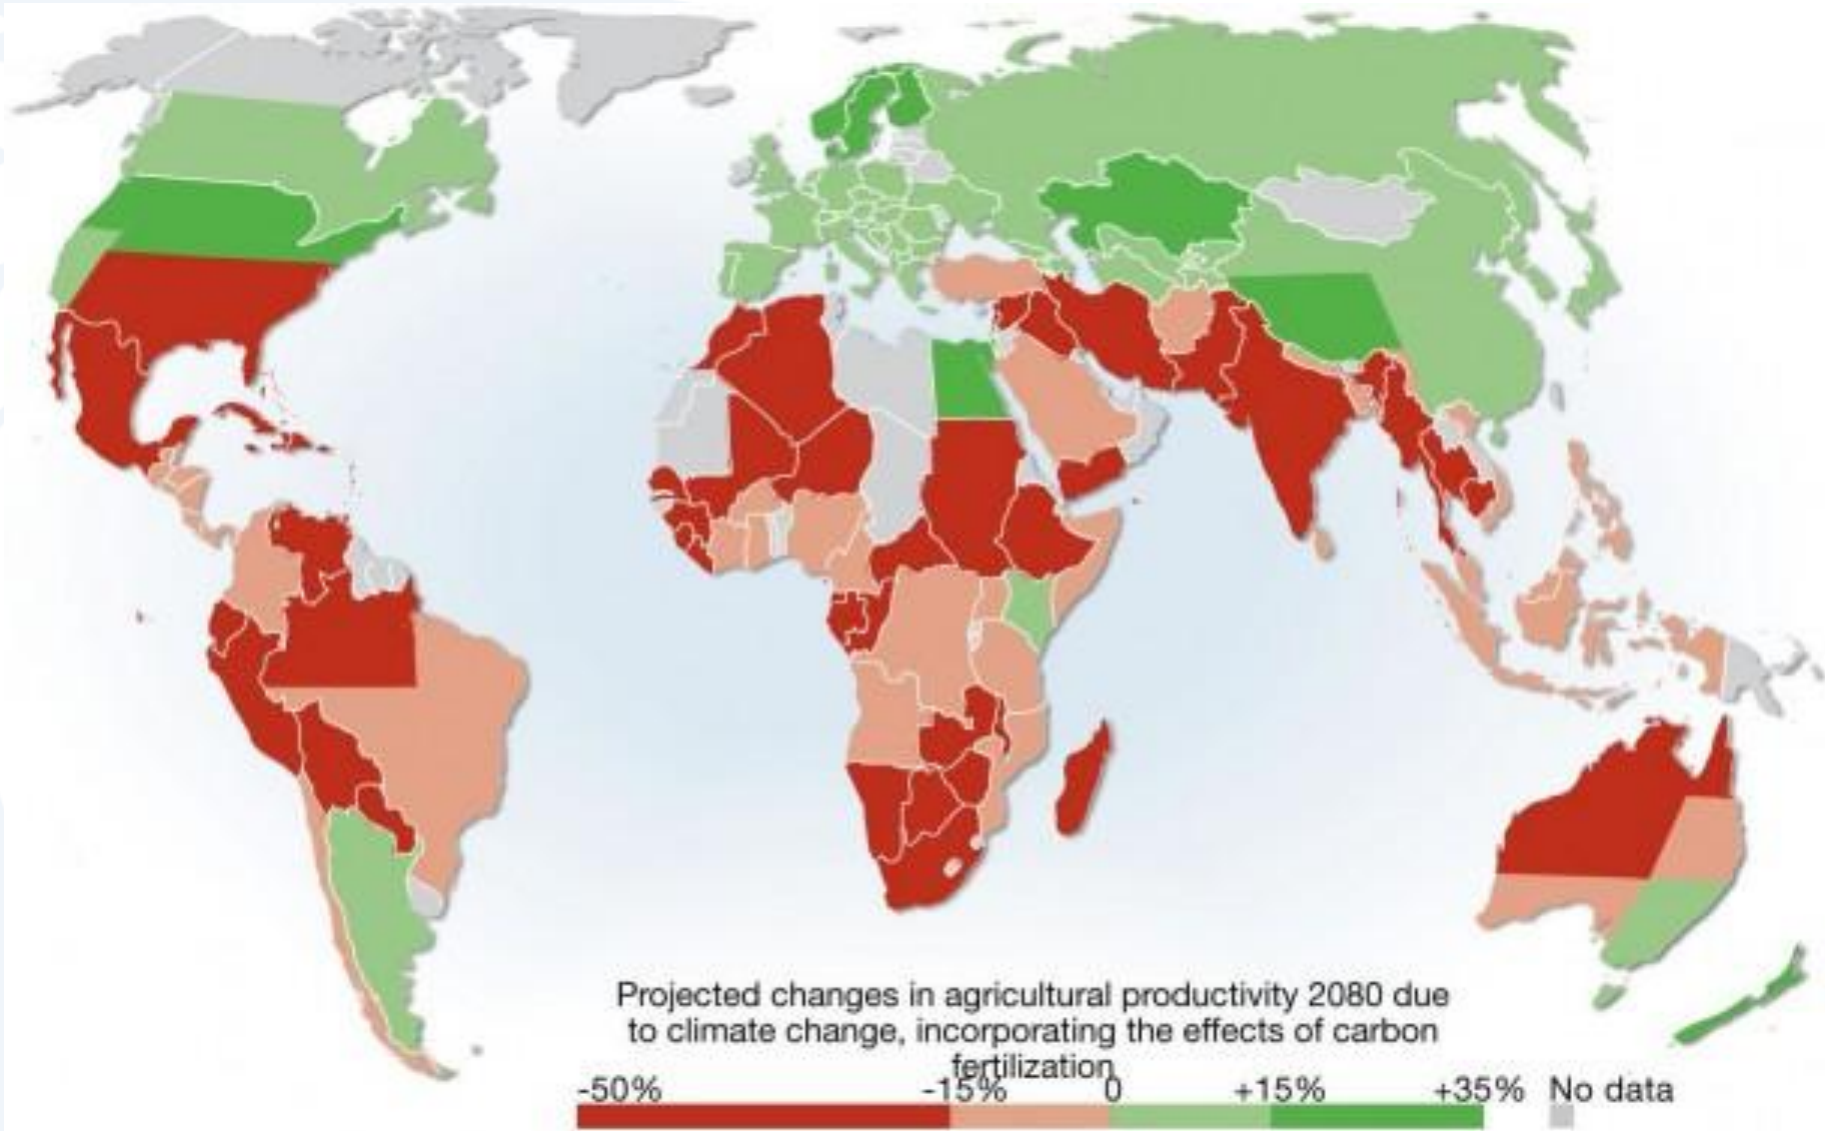 Projected changes in agricultural productivity 2080 due
to climate change, incorporating the effects of carbon
fertilization
-50% -15% 0 +15% +35% No data